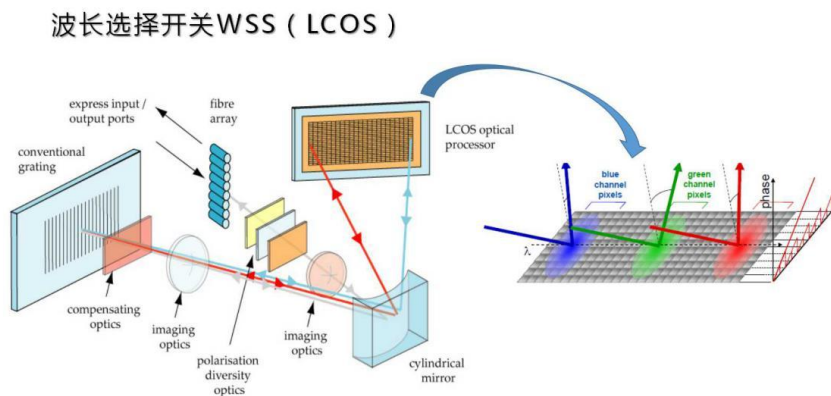 波长选择开关WSS（LCOS）
express input /
output ports
fibre
array
conventional
grating
LCOS optical
processor
compensating
optics
imaging
optics
polarisation
diversity
optics
imaging
optics
cylindrical
mirror
blue
channel
pixels
green
channel
pixels
phase
λ